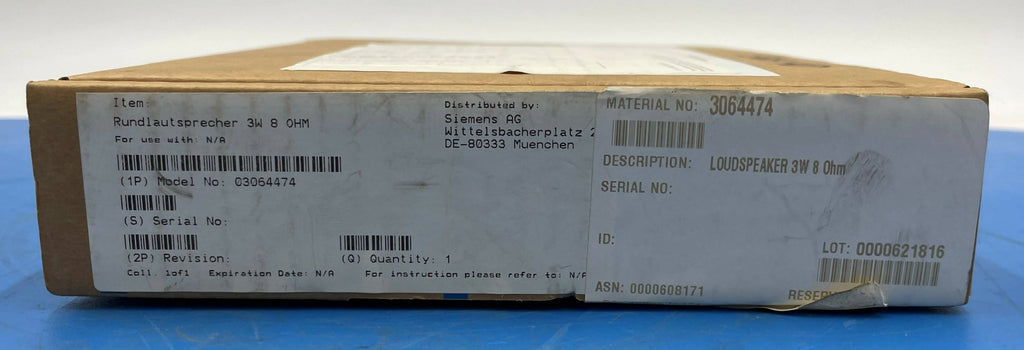 Item:
Rundlautsprecher 3W 8 OHM
For use with: N/A
(1P) Model No: 03064474
(S) Serial No:
(2P) Revision:
(Q) Quantity: 1
Coll. 1of1 Expiration Date: N/A For instruction please refer to: N/A
Distributed by:
Siemens AG
Wittelsbacherplatz 2
DE-80333 Muenchen
MATERIAL NO: 3064474
DESCRIPTION: LOUDSPEAKER 3W 8 Ohm
SERIAL NO:
ID:
LOT: 0000621816
ASN: 0000608171